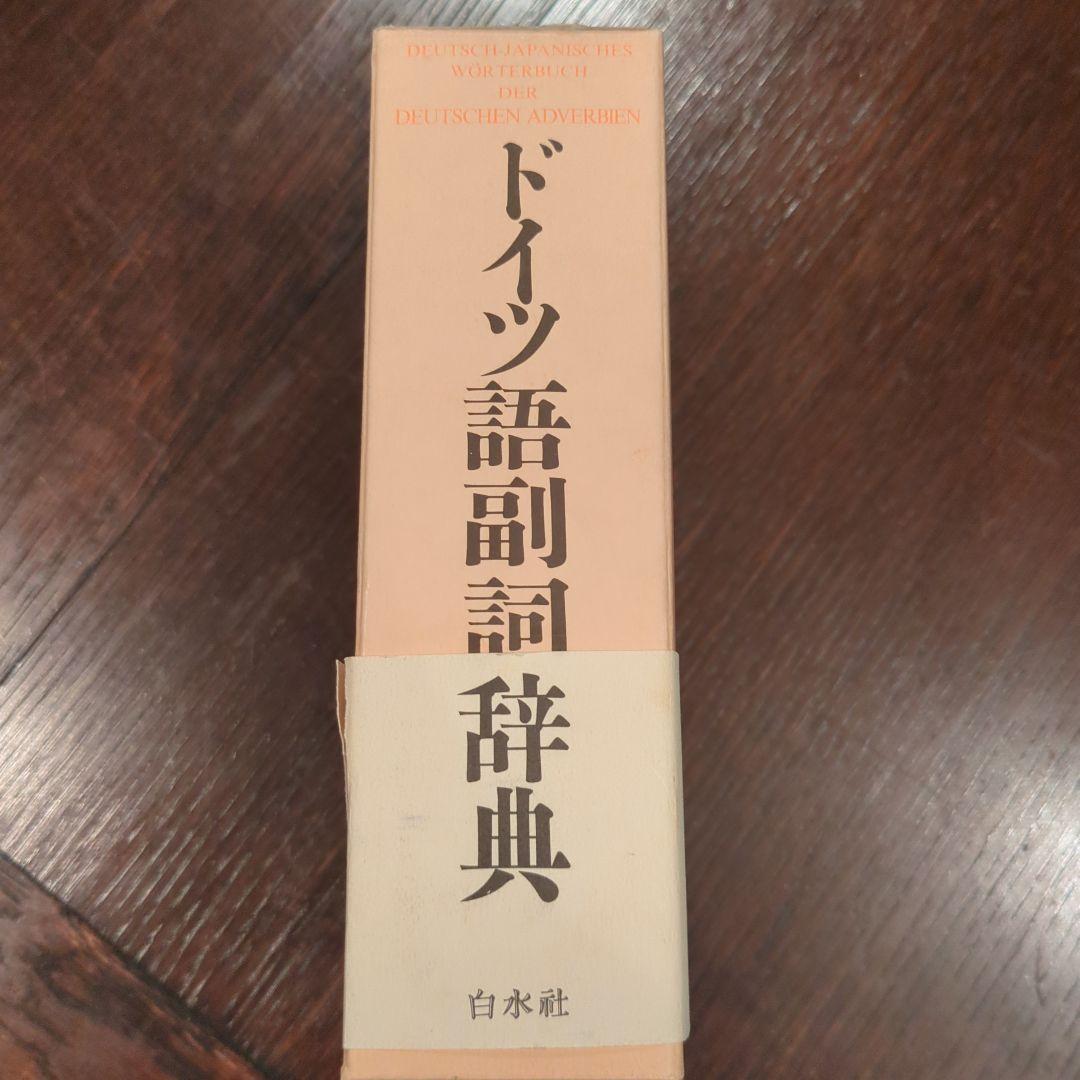 DEUTSCH-JAPANISCHES
WÖRTERBUCH
DER
DEUTSCHEN ADVERBIEN
ドイツ語副詞辞典
白水社